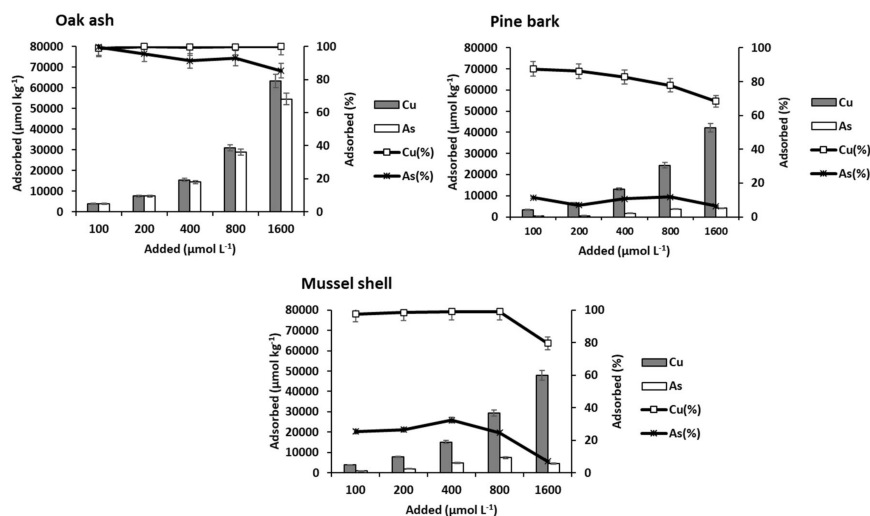 Oak ash
Adsorbed (µmol kg⁻¹)
80000
70000
60000
50000
40000
30000
20000
10000
0
100 200 400 800 1600
Added (µmol L⁻¹)
100
80
60
40
20
0
Adsorbed (%)
Cu
As
Cu(%)
As(%)
Pine bark
Adsorbed (µmol kg⁻¹)
80000
70000
60000
50000
40000
30000
20000
10000
0
100 200 400 800 1600
Added (µmol L⁻¹)
100
80
60
40
20
0
Adsorbed (%)
Cu
As
Cu(%)
As(%)
Mussel shell
Adsorbed (µmol kg⁻¹)
80000
70000
60000
50000
40000
30000
20000
10000
0
100 200 400 800 1600
Added (µmol L⁻¹)
100
80
60
40
20
0
Adsorbed (%)
Cu
As
Cu(%)
As(%)